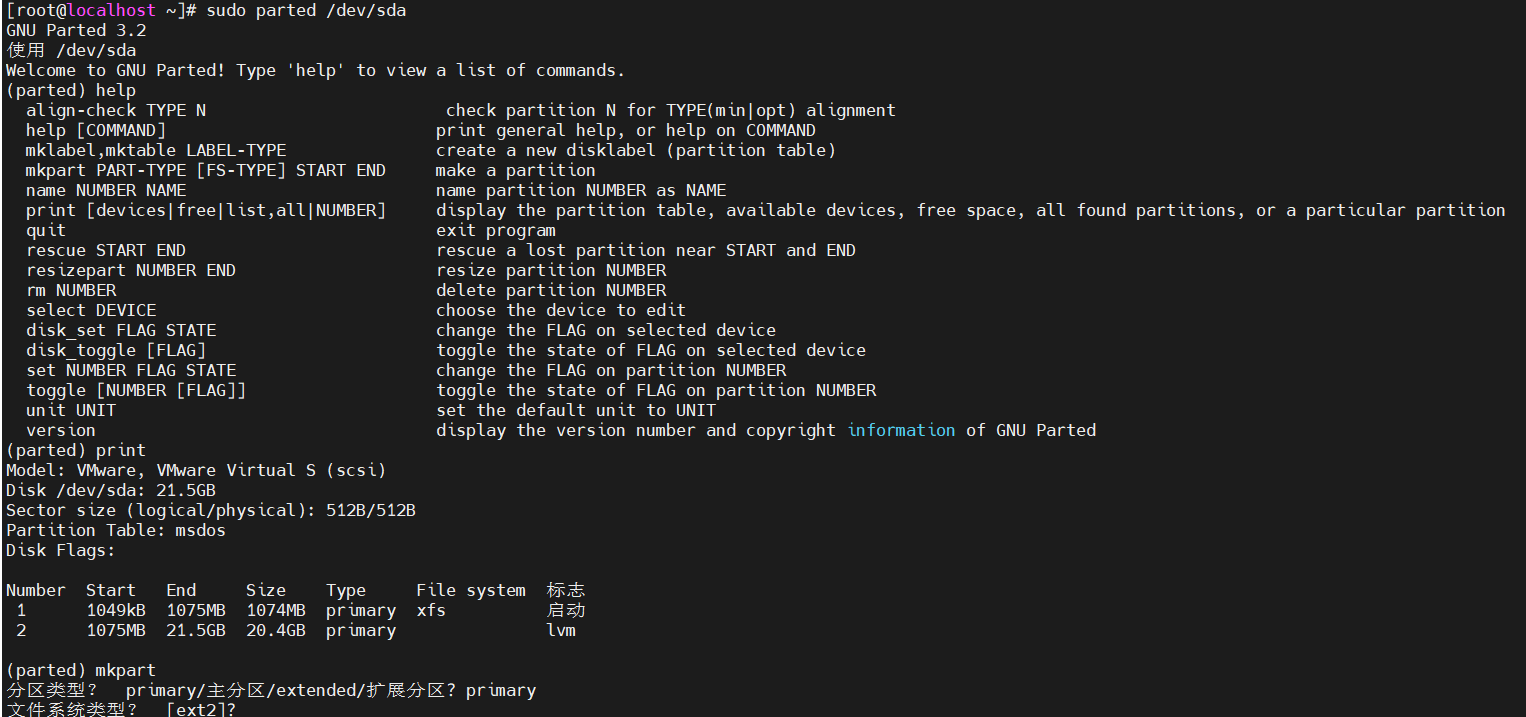 [root@localhost ~]# sudo parted /dev/sda
GNU Parted 3.2
使用 /dev/sda
Welcome to GNU Parted! Type 'help' to view a list of commands.
(parted) help
  align-check TYPE N                        check partition N for TYPE(min|opt) alignment
  help [COMMAND]                           print general help, or help on COMMAND
  mklabel,mktable LABEL-TYPE               create a new disklabel (partition table)
  mkpart PART-TYPE [FS-TYPE] START END     make a partition
  name NUMBER NAME                         name partition NUMBER as NAME
  print [devices|free|list,all|NUMBER]     display the partition table, available devices, free space, all found partitions, or a particular partition
  quit                                     exit program
  rescue START END                         rescue a lost partition near START and END
  resizepart NUMBER END                    resize partition NUMBER
  rm NUMBER                                delete partition NUMBER
  select DEVICE                            choose the device to edit
  disk_set FLAG STATE                      change the FLAG on selected device
  disk_toggle [FLAG]                       toggle the state of FLAG on selected device
  set NUMBER FLAG STATE                    change the FLAG on partition NUMBER
  toggle [NUMBER [FLAG]]                   toggle the state of FLAG on partition NUMBER
  unit UNIT                                set the default unit to UNIT
  version                                  display the version number and copyright information of GNU Parted
(parted) print
Model: VMware, VMware Virtual S (scsi)
Disk /dev/sda: 21.5GB
Sector size (logical/physical): 512B/512B
Partition Table: msdos
Disk Flags:
Number  Start   End     Size    Type     File system  标志
 1      1049kB  1075MB  1074MB  primary  xfs          启动
 2      1075MB  21.5GB  20.4GB  primary               lvm
(parted) mkpart
分区类型?  primary/主分区/extended/扩展分区? primary
文件系统类型?  [ext2]?